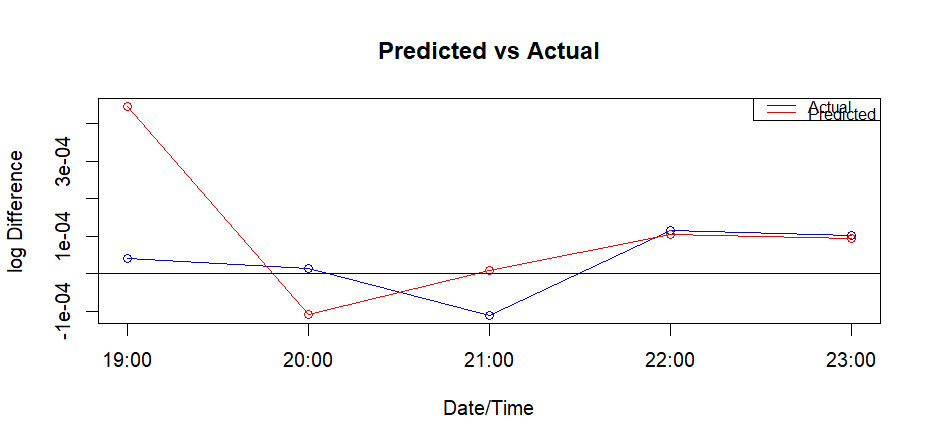 Predicted vs Actual
Actual
Predicted
log Difference
3e-04
1e-04
-1e-04
19:00 20:00 21:00 22:00 23:00
Date/Time